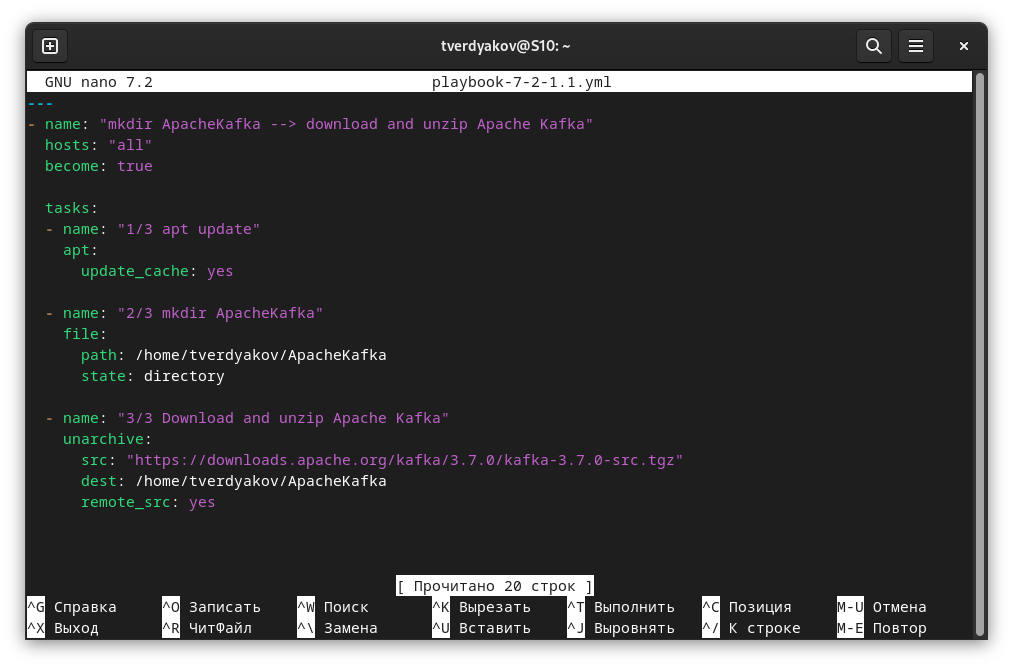 tverdyakov@S10: ~
GNU nano 7.2 playbook-7-2-1.1.yml
---
- name: "mkdir ApacheKafka --> download and unzip Apache Kafka"
  hosts: "all"
  become: true

  tasks:
  - name: "1/3 apt update"
    apt:
      update_cache: yes

  - name: "2/3 mkdir ApacheKafka"
    file:
      path: /home/tverdyakov/ApacheKafka
      state: directory

  - name: "3/3 Download and unzip Apache Kafka"
    unarchive:
      src: "https://downloads.apache.org/kafka/3.7.0/kafka-3.7.0-src.tgz"
      dest: /home/tverdyakov/ApacheKafka
      remote_src: yes

[ Прочитано 20 строк ]
^G Справка ^O Записать ^W Поиск ^K Вырезать ^T Выполнить ^C Позиция M-U Отмена
^X Выход ^R ЧитФайл ^\ Замена ^U Вставить ^J Выровнять ^/ К строке M-E Повтор